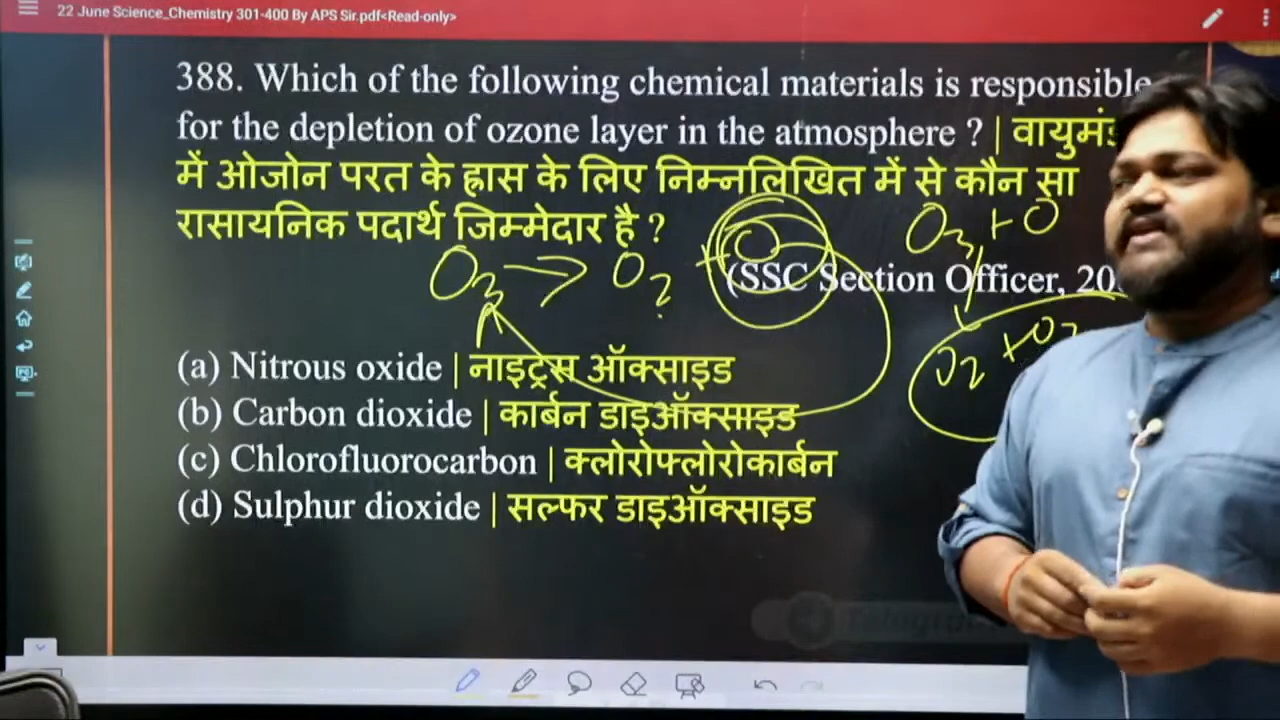 22 June Science_Chemistry 301-400 By APS Sir.pdf<Read-only>
388. Which of the following chemical materials is responsible
for the depletion of ozone layer in the atmosphere ? |
में ओजोन परत के ह्रास के लिए निम्नलिखित में से कौन सा
रासायनिक पदार्थ जिम्मेदार है ?
O3 + O
O3 → O2 + O
(SSC Section Officer,
O2 + O2
(a) Nitrous oxide | नाइट्रस ऑक्साइड
(b) Carbon dioxide | कार्बन डाइऑक्साइड
(c) Chlorofluorocarbon | क्लोरोफ्लोरोकार्बन
(d) Sulphur dioxide | सल्फर डाइऑक्साइड